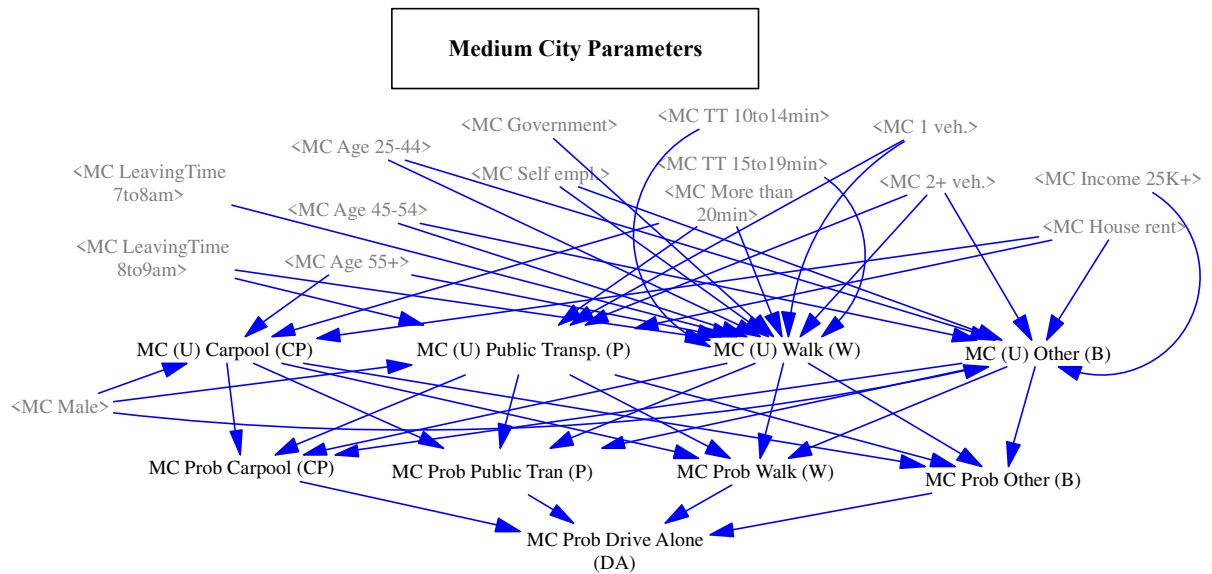 Medium City Parameters
<MC Government>
<MC TT 10to14min>
<MC 1 veh.>
<MC Age 25-44>
<MC LeavingTime
7to8am>
<MC Self empl.>
<MC TT 15to19min>
<MC More than
20min>
<MC 2+ veh.>
<MC Income 25K+>
<MC Age 45-54>
<MC House rent>
<MC LeavingTime
8to9am>
<MC Age 55+>
MC (U) Carpool (CP)
MC (U) Public Transp. (P)
MC (U) Walk (W)
MC (U) Other (B)
<MC Male>
MC Prob Carpool (CP)
MC Prob Public Tran (P)
MC Prob Walk (W)
MC Prob Other (B)
MC Prob Drive Alone
(DA)